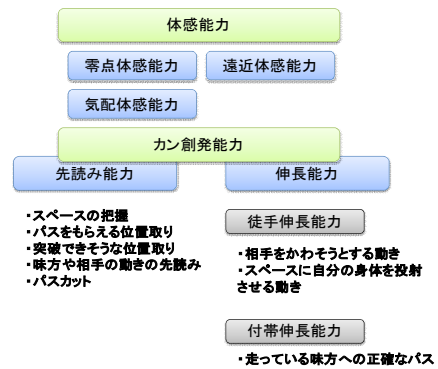 体感能力
零点体感能力
遠近体感能力
気配体感能力
カン創発能力
先読み能力
伸長能力
・スペースの把握
・パスをもらえる位置取り
・突破できそうな位置取り
・味方や相手の動きの先読み
・パスカット
徒手伸長能力
・相手をかわそうとする動き
・スペースに自分の身体を投射
させる動き
付帯伸長能力
・走っている味方への正確なパス